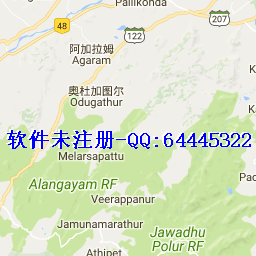 Pallikonda
48
207
阿加拉姆
Agaram
122
奥杜加图尔
Odugathur
软件未注册-QQ:64445322
Melarsapattu
Alangayam RF
Veerappanur
Jamunamarathur
Jawadhu
Polur RF
Athipet